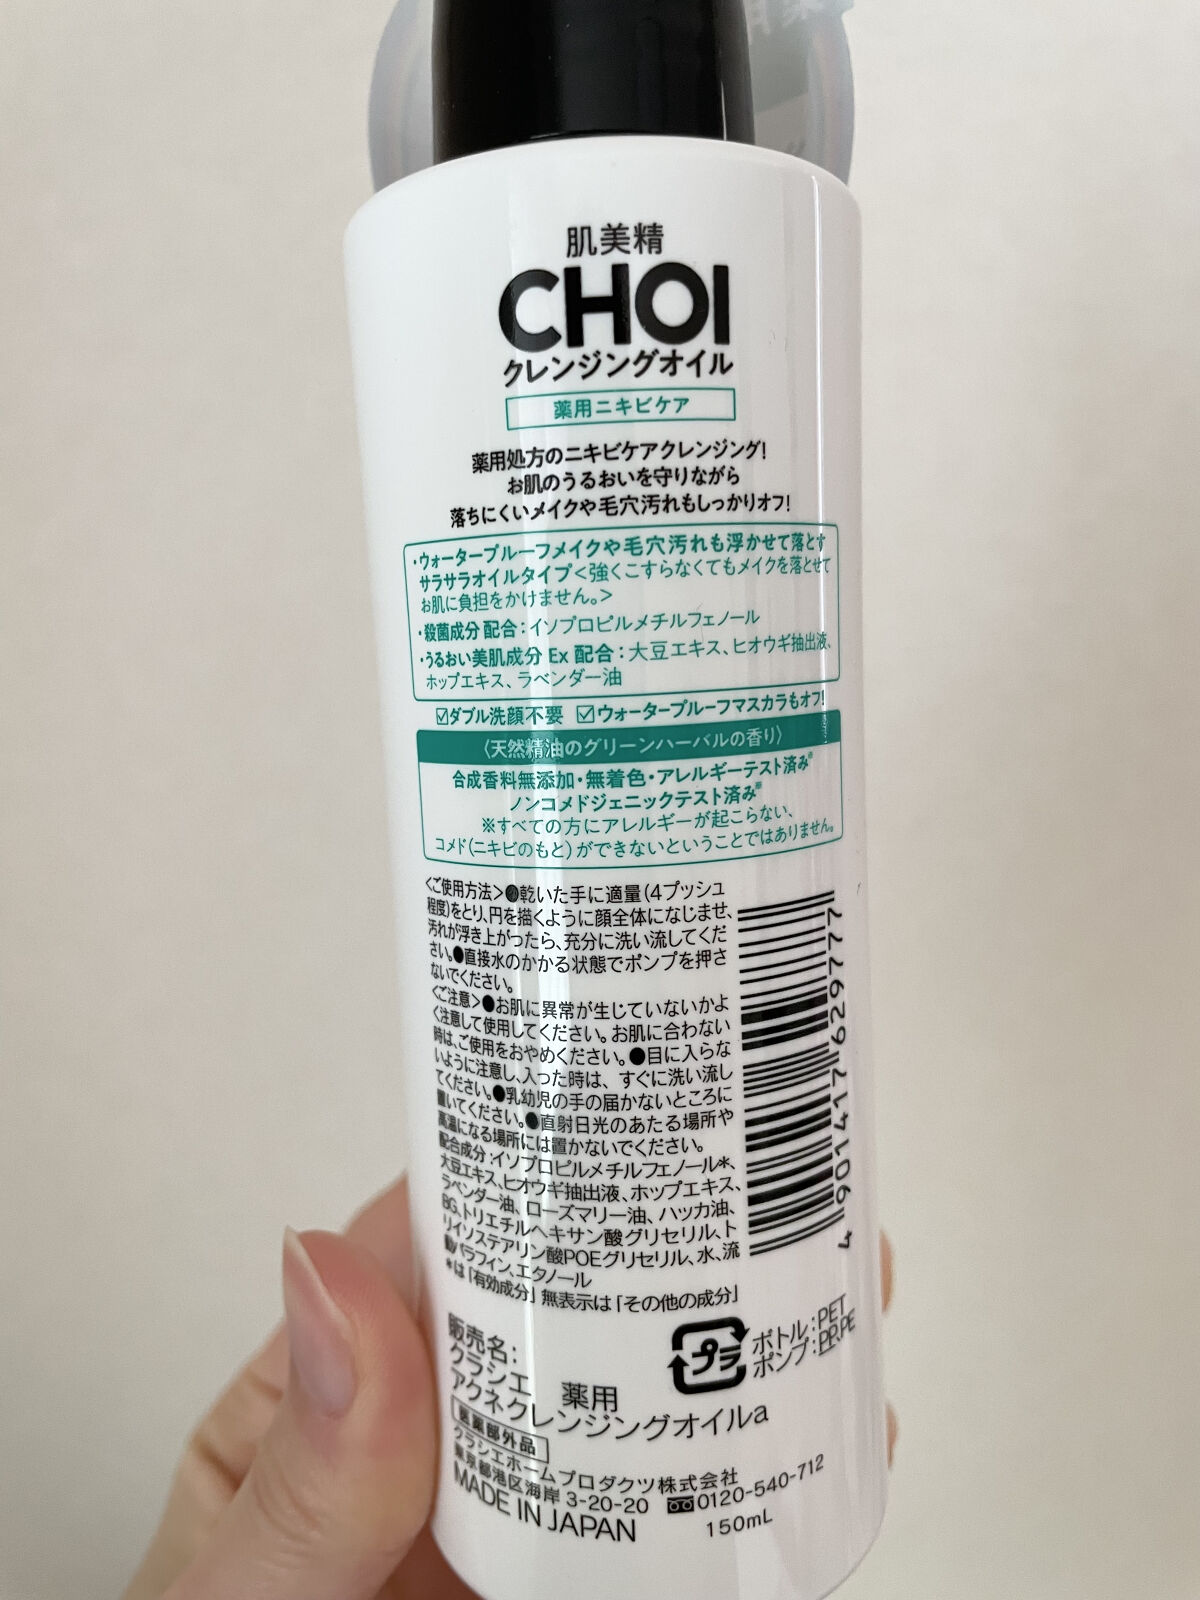 肌美精
CHOI
クレンジングオイル
薬用ニキビケア
薬用処方のニキビケアクレンジング!
お肌のうるおいを守りながら
落ちにくいメイクや毛穴汚れもしっかりオフ!
・ウォータープルーフメイクや毛穴汚れも浮かせて落とす
サラサラオイルタイプ<強くこすらなくてもメイクを落とせて
お肌に負担をかけません。>
・殺菌成分 配合:イソプロピルメチルフェノール
・うるおい美肌成分 Ex 配合:大豆エキス、ヒオウギ抽出液、
ホップエキス、ラベンダー油
☑ダブル洗顔不要 ☑ウォータープルーフマスカラもオフ!
〈天然精油のグリーンハーバルの香り〉
合成香料無添加・無着色・アレルギーテスト済み※
ノンコメドジェニックテスト済み※
※すべての方にアレルギーが起こらない、
コメド(ニキビのもと)ができないということではありません。
<ご使用方法>●乾いた手に適量(4プッシュ
程度)をとり、円を描くように顔全体になじませ、
汚れが浮き上がったら、充分に洗い流してくだ
さい。●直接水のかかる状態でポンプを押さ
ないでください。
<ご注意>●お肌に異常が生じていないかよ
く注意して使用してください。お肌に合わない
時は、ご使用をおやめください。●目に入らな
いように注意し、入った時は、すぐに洗い流し
てください。●乳幼児の手の届かないところに
置いてください。●直射日光のあたる場所や
高温になる場所には置かないでください。
配合成分:イソプロピルメチルフェノール*、
大豆エキス、ヒオウギ抽出液、ホップエキス、
ラベンダー油、ローズマリー油、ハッカ油、
BG、トリエチルヘキサン酸グリセリル、ト
リイソステアリン酸POEグリセリル、水、流
動パラフィン、エタノール
*は「有効成分」無表示は「その他の成分」
4901417629777
プラ
ボトル:PET
ポンプ:PP,PE
販売名:
クラシエ 薬用
アクネクレンジングオイルa
医薬部外品
クラシエホームプロダクツ株式会社
東京都港区海岸 3-20-20 0120-540-712
MADE IN JAPAN 150mL